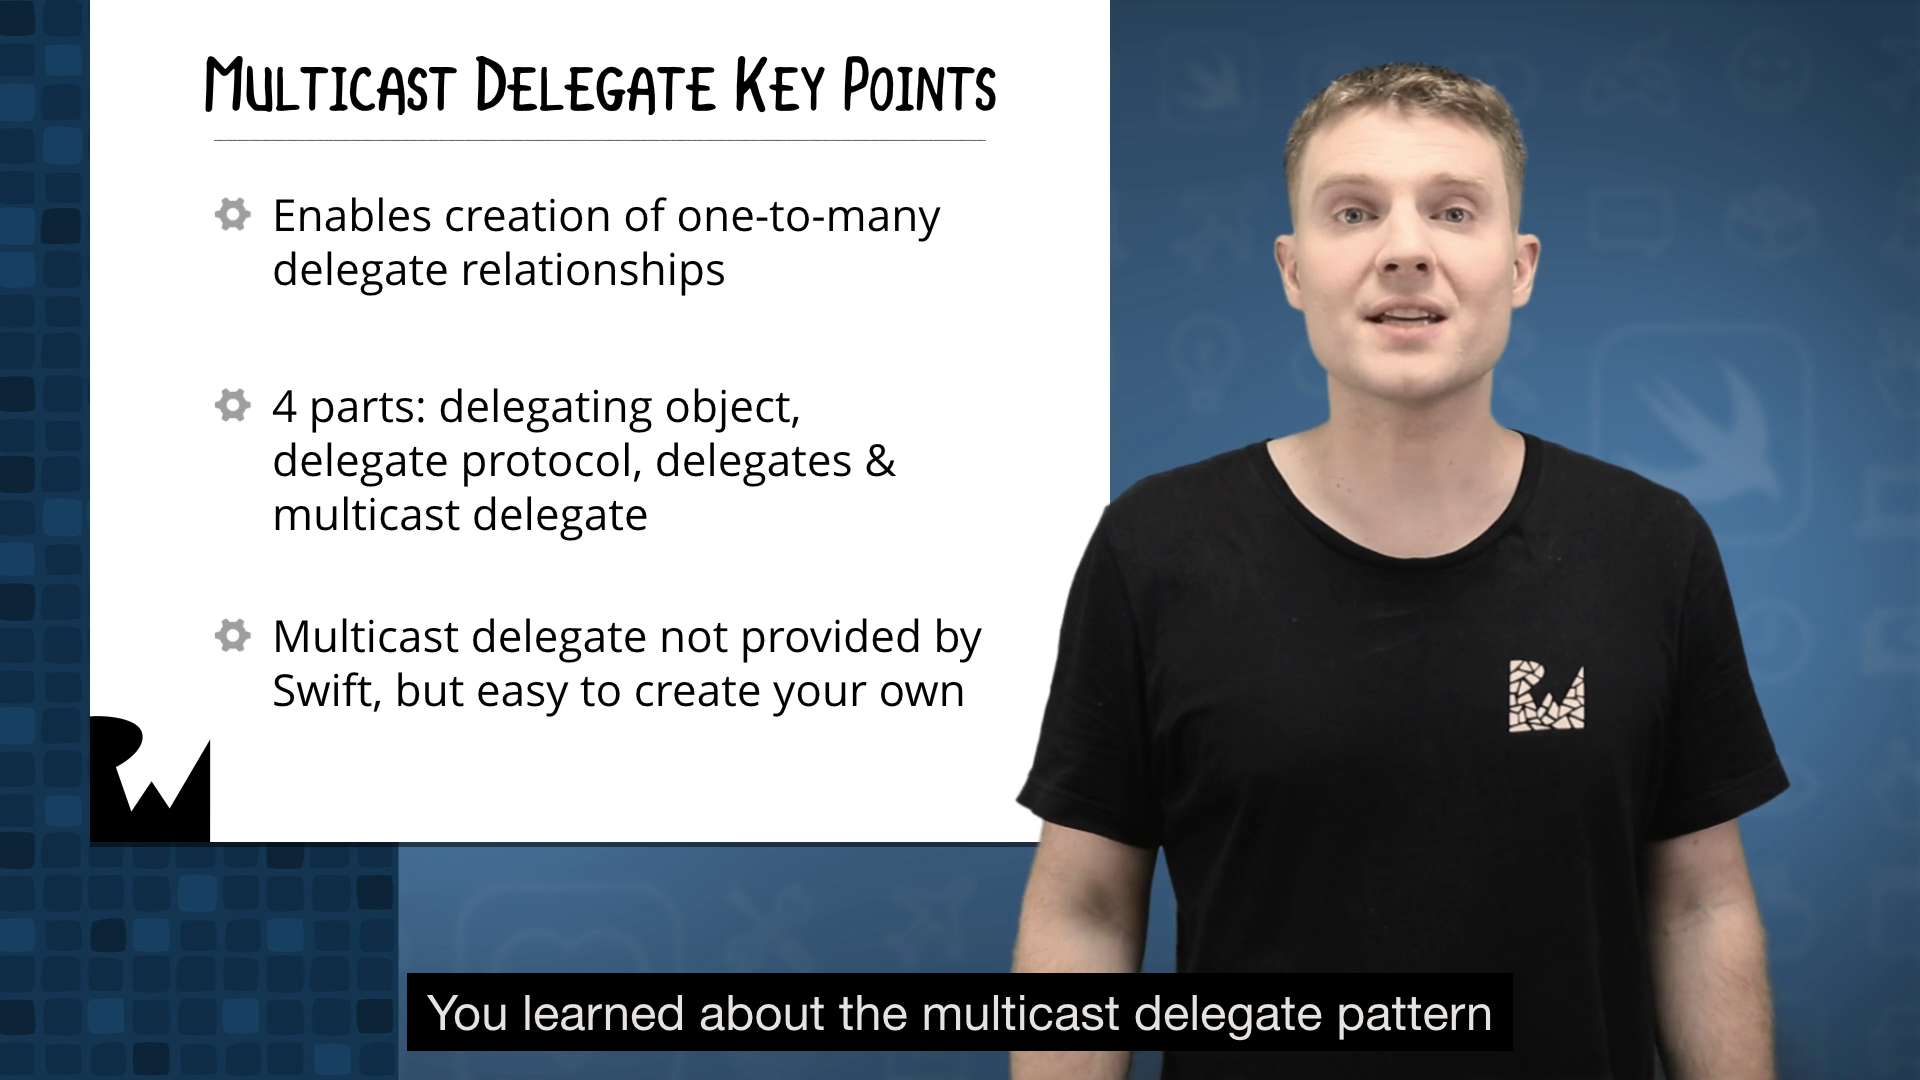 Multicast Delegate Key Points
Enables creation of one-to-many
delegate relationships
4 parts: delegating object,
delegate protocol, delegates &
multicast delegate
Multicast delegate not provided by
Swift, but easy to create your own
RW
RW
You learned about the multicast delegate pattern